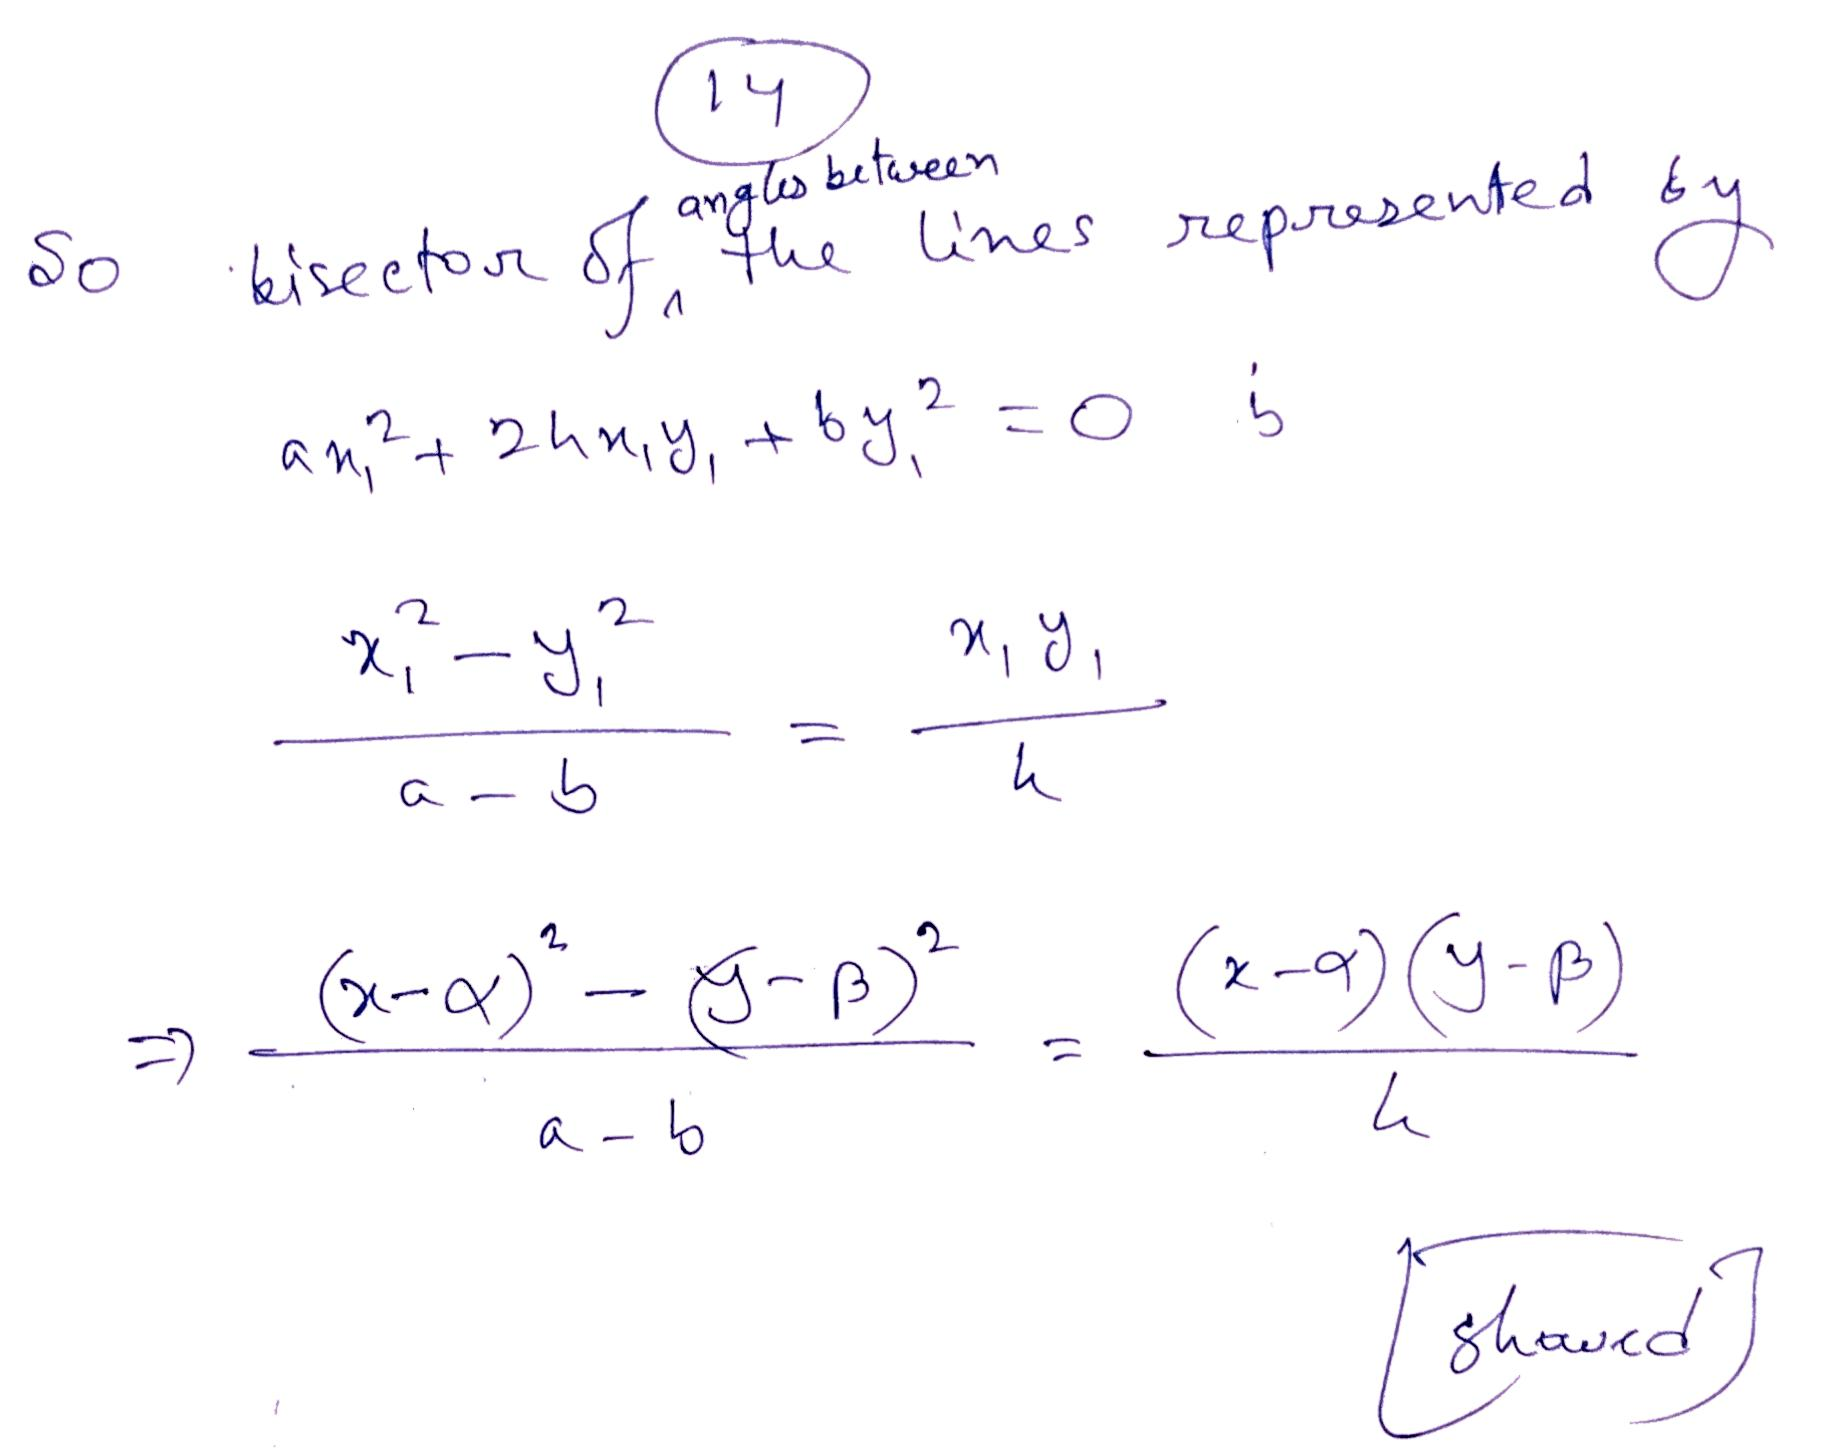 14
So bisector of angles between the lines represented by
ax₁² + 2hx₁y₁ + by₁² = 0 is
(x₁² - y₁²)/(a - b) = (x₁y₁)/h
⇒ ((x-α)² - (y-β)²)/(a - b) = ((x-α)(y-β))/h
showed